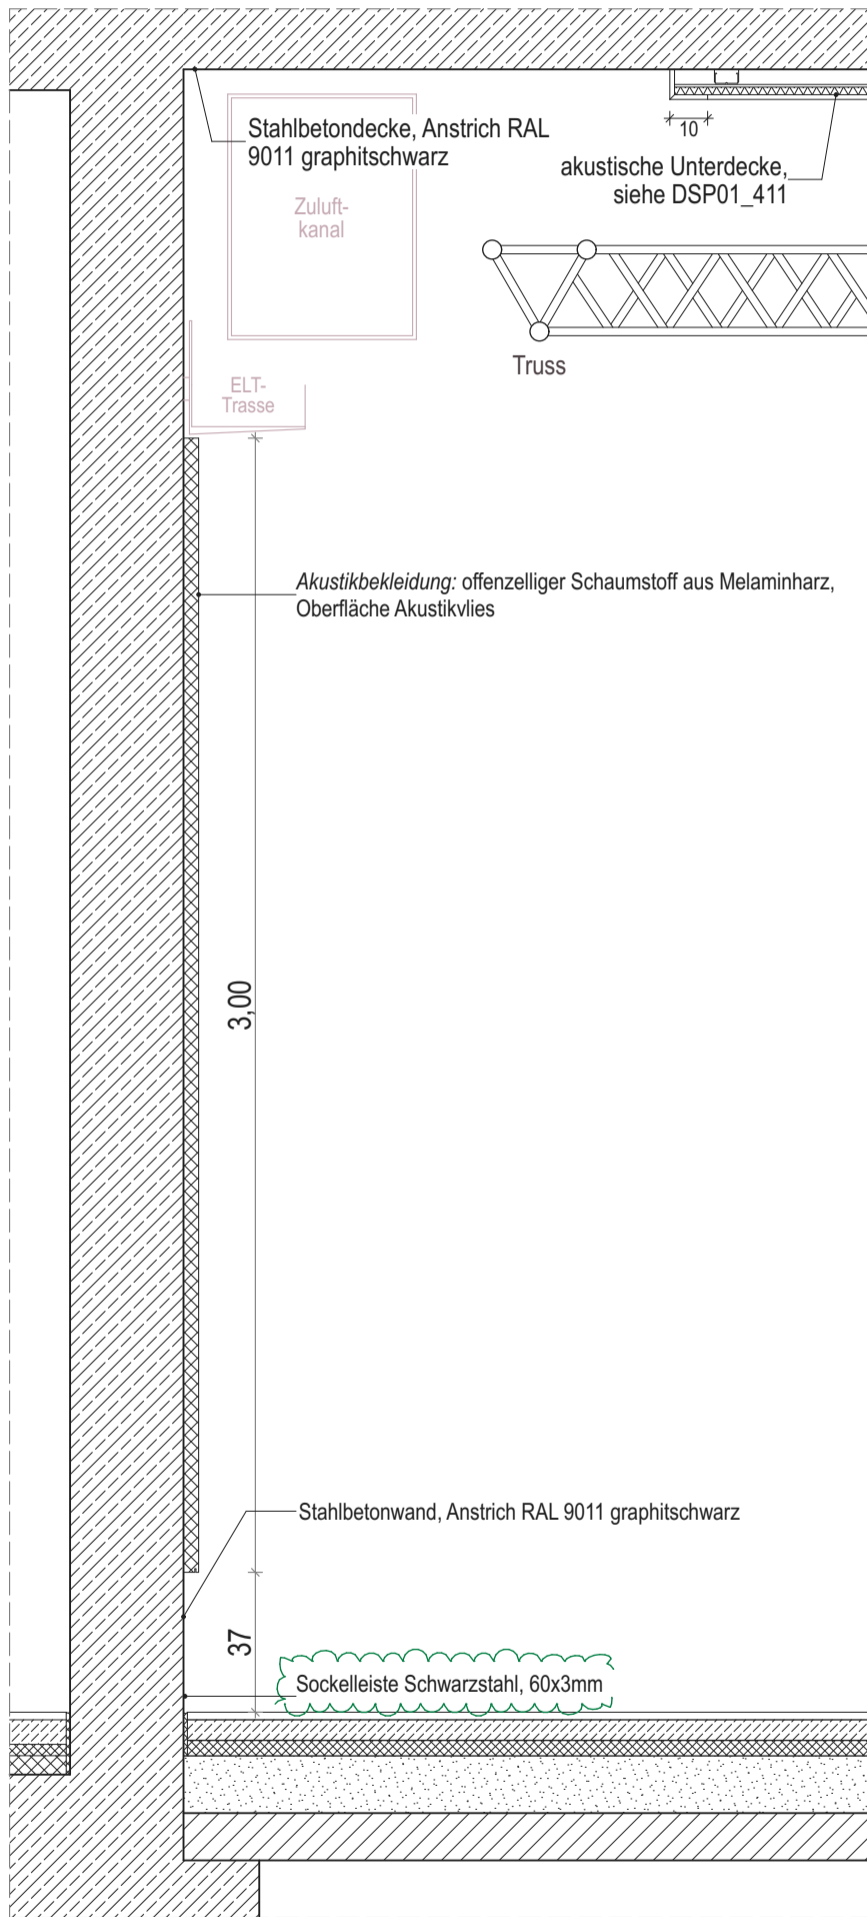 Stahlbetondecke, Anstrich RAL
9011 graphitschwarz
10
akustische Unterdecke,
siehe DSP01_411
Zuluft-
kanal
Truss
ELT-
Trasse
Akustikbekleidung: offenzelliger Schaumstoff aus Melaminharz,
Oberfläche Akustikvlies
3,00
Stahlbetonwand, Anstrich RAL 9011 graphitschwarz
37
Sockelleiste Schwarzstahl, 60x3mm